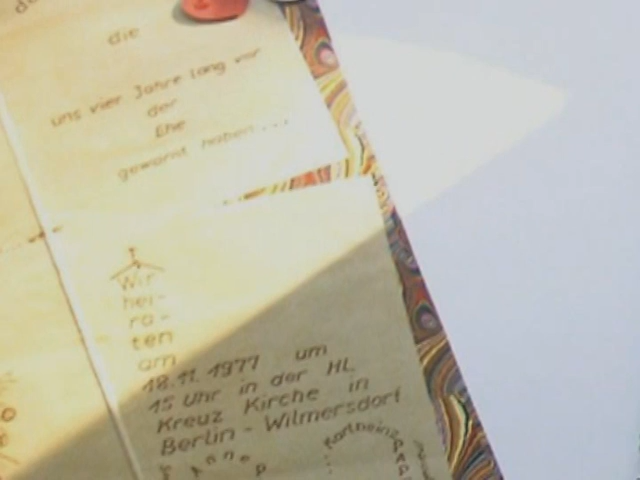 die
uns vier Jahre lang vor
der
Ehe
gewarnt haben...
Wir
hei-
ra-
ten
am
18.11.1977 um
15 Uhr in der Hl.
Kreuz Kirche in
Berlin-Wilmersdorf